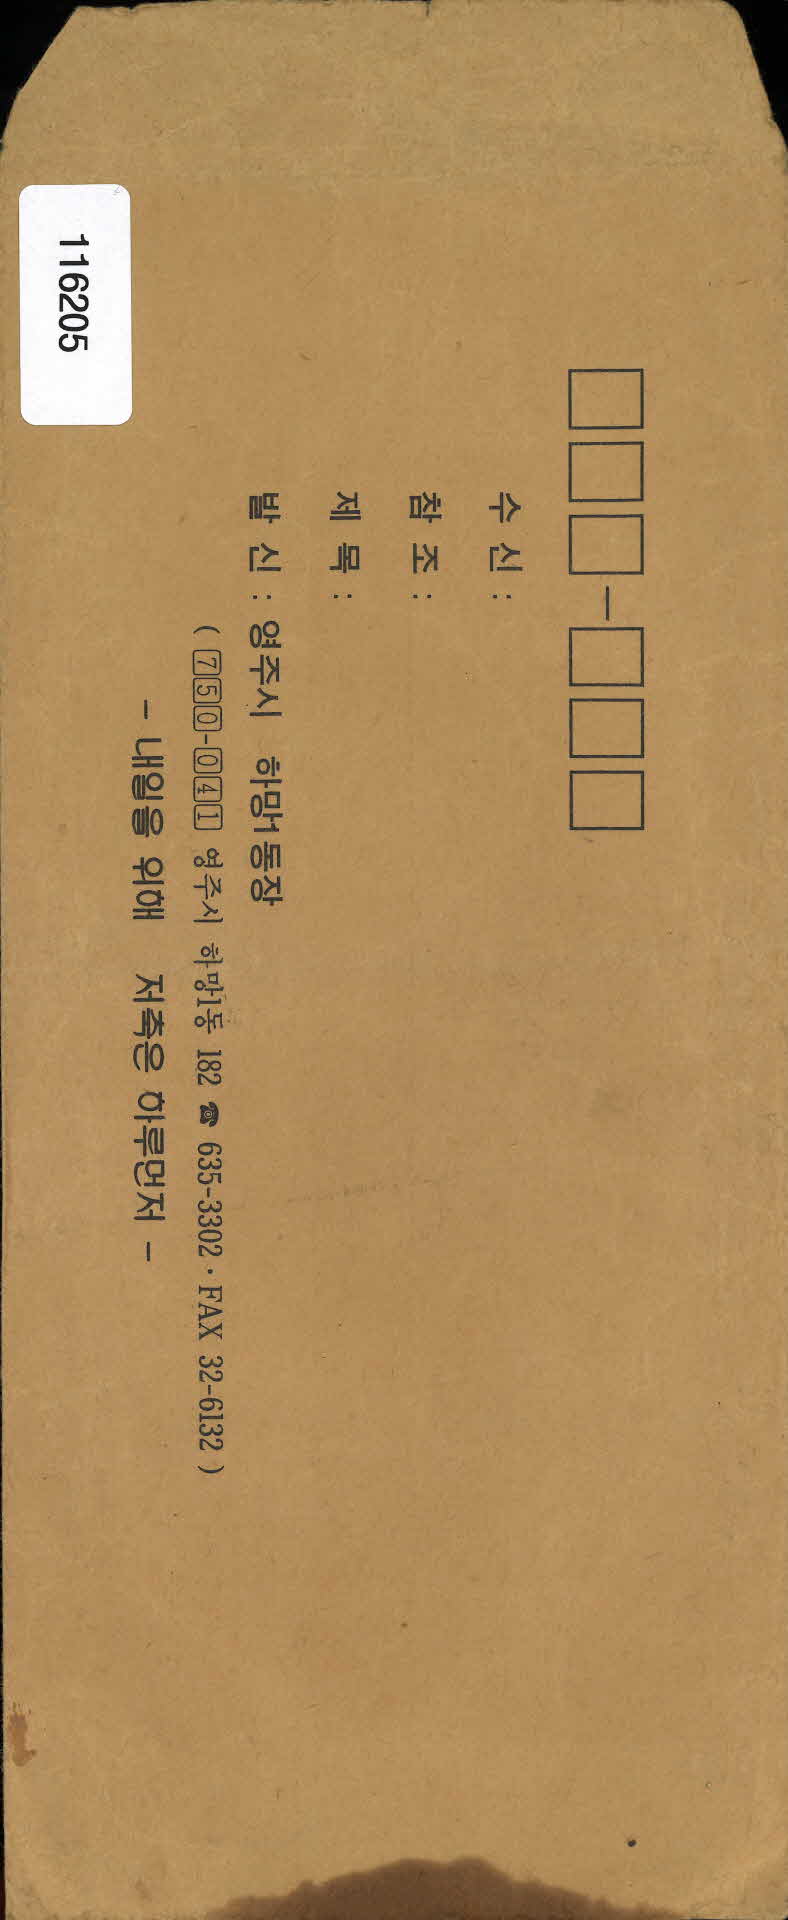 수 신 :
참 조 :
제 목 :
발 신 : 영주시 하망1동장
( 750-041 영주시 하망1동 182 ☎ 635-3302 · FAX 32-6132 )
- 내일을 위해 저축은 하루먼저 -
116205